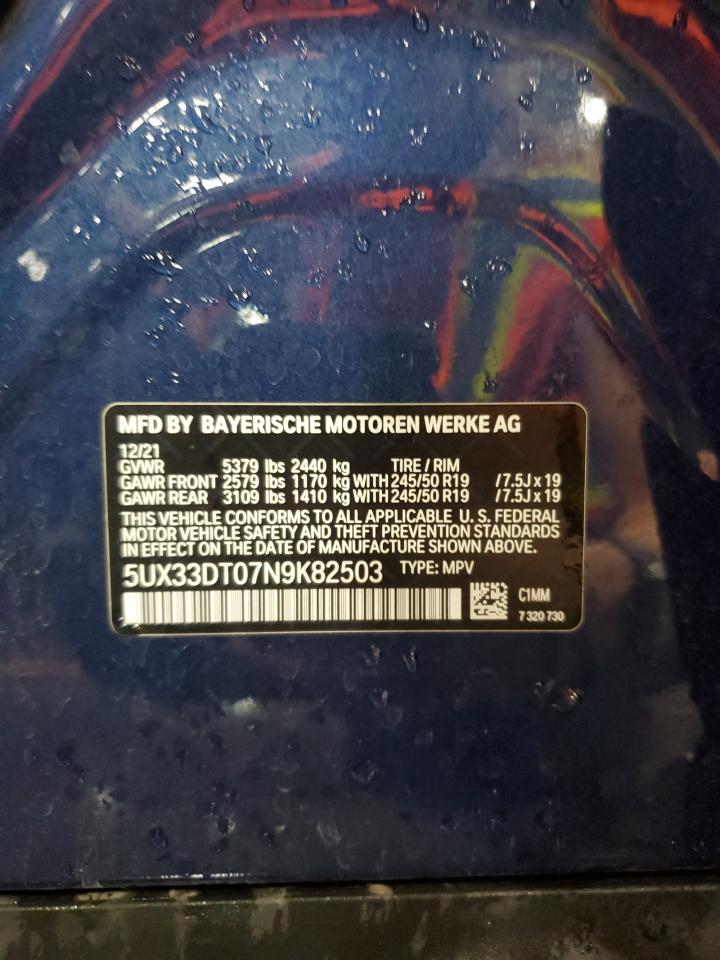 MFD BY BAYERISCHE MOTOREN WERKE AG
12/21
GVWR 5379 lbs 2440 kg TIRE / RIM
GAWR FRONT 2579 lbs 1170 kg WITH 245/50 R19 / 7.5J x 19
GAWR REAR 3109 lbs 1410 kg WITH 245/50 R19 / 7.5J x 19
THIS VEHICLE CONFORMS TO ALL APPLICABLE U.S. FEDERAL
MOTOR VEHICLE SAFETY AND THEFT PREVENTION STANDARDS
IN EFFECT ON THE DATE OF MANUFACTURE SHOWN ABOVE.
5UX33DT07N9K82503 TYPE: MPV
C1MM
7 320 730